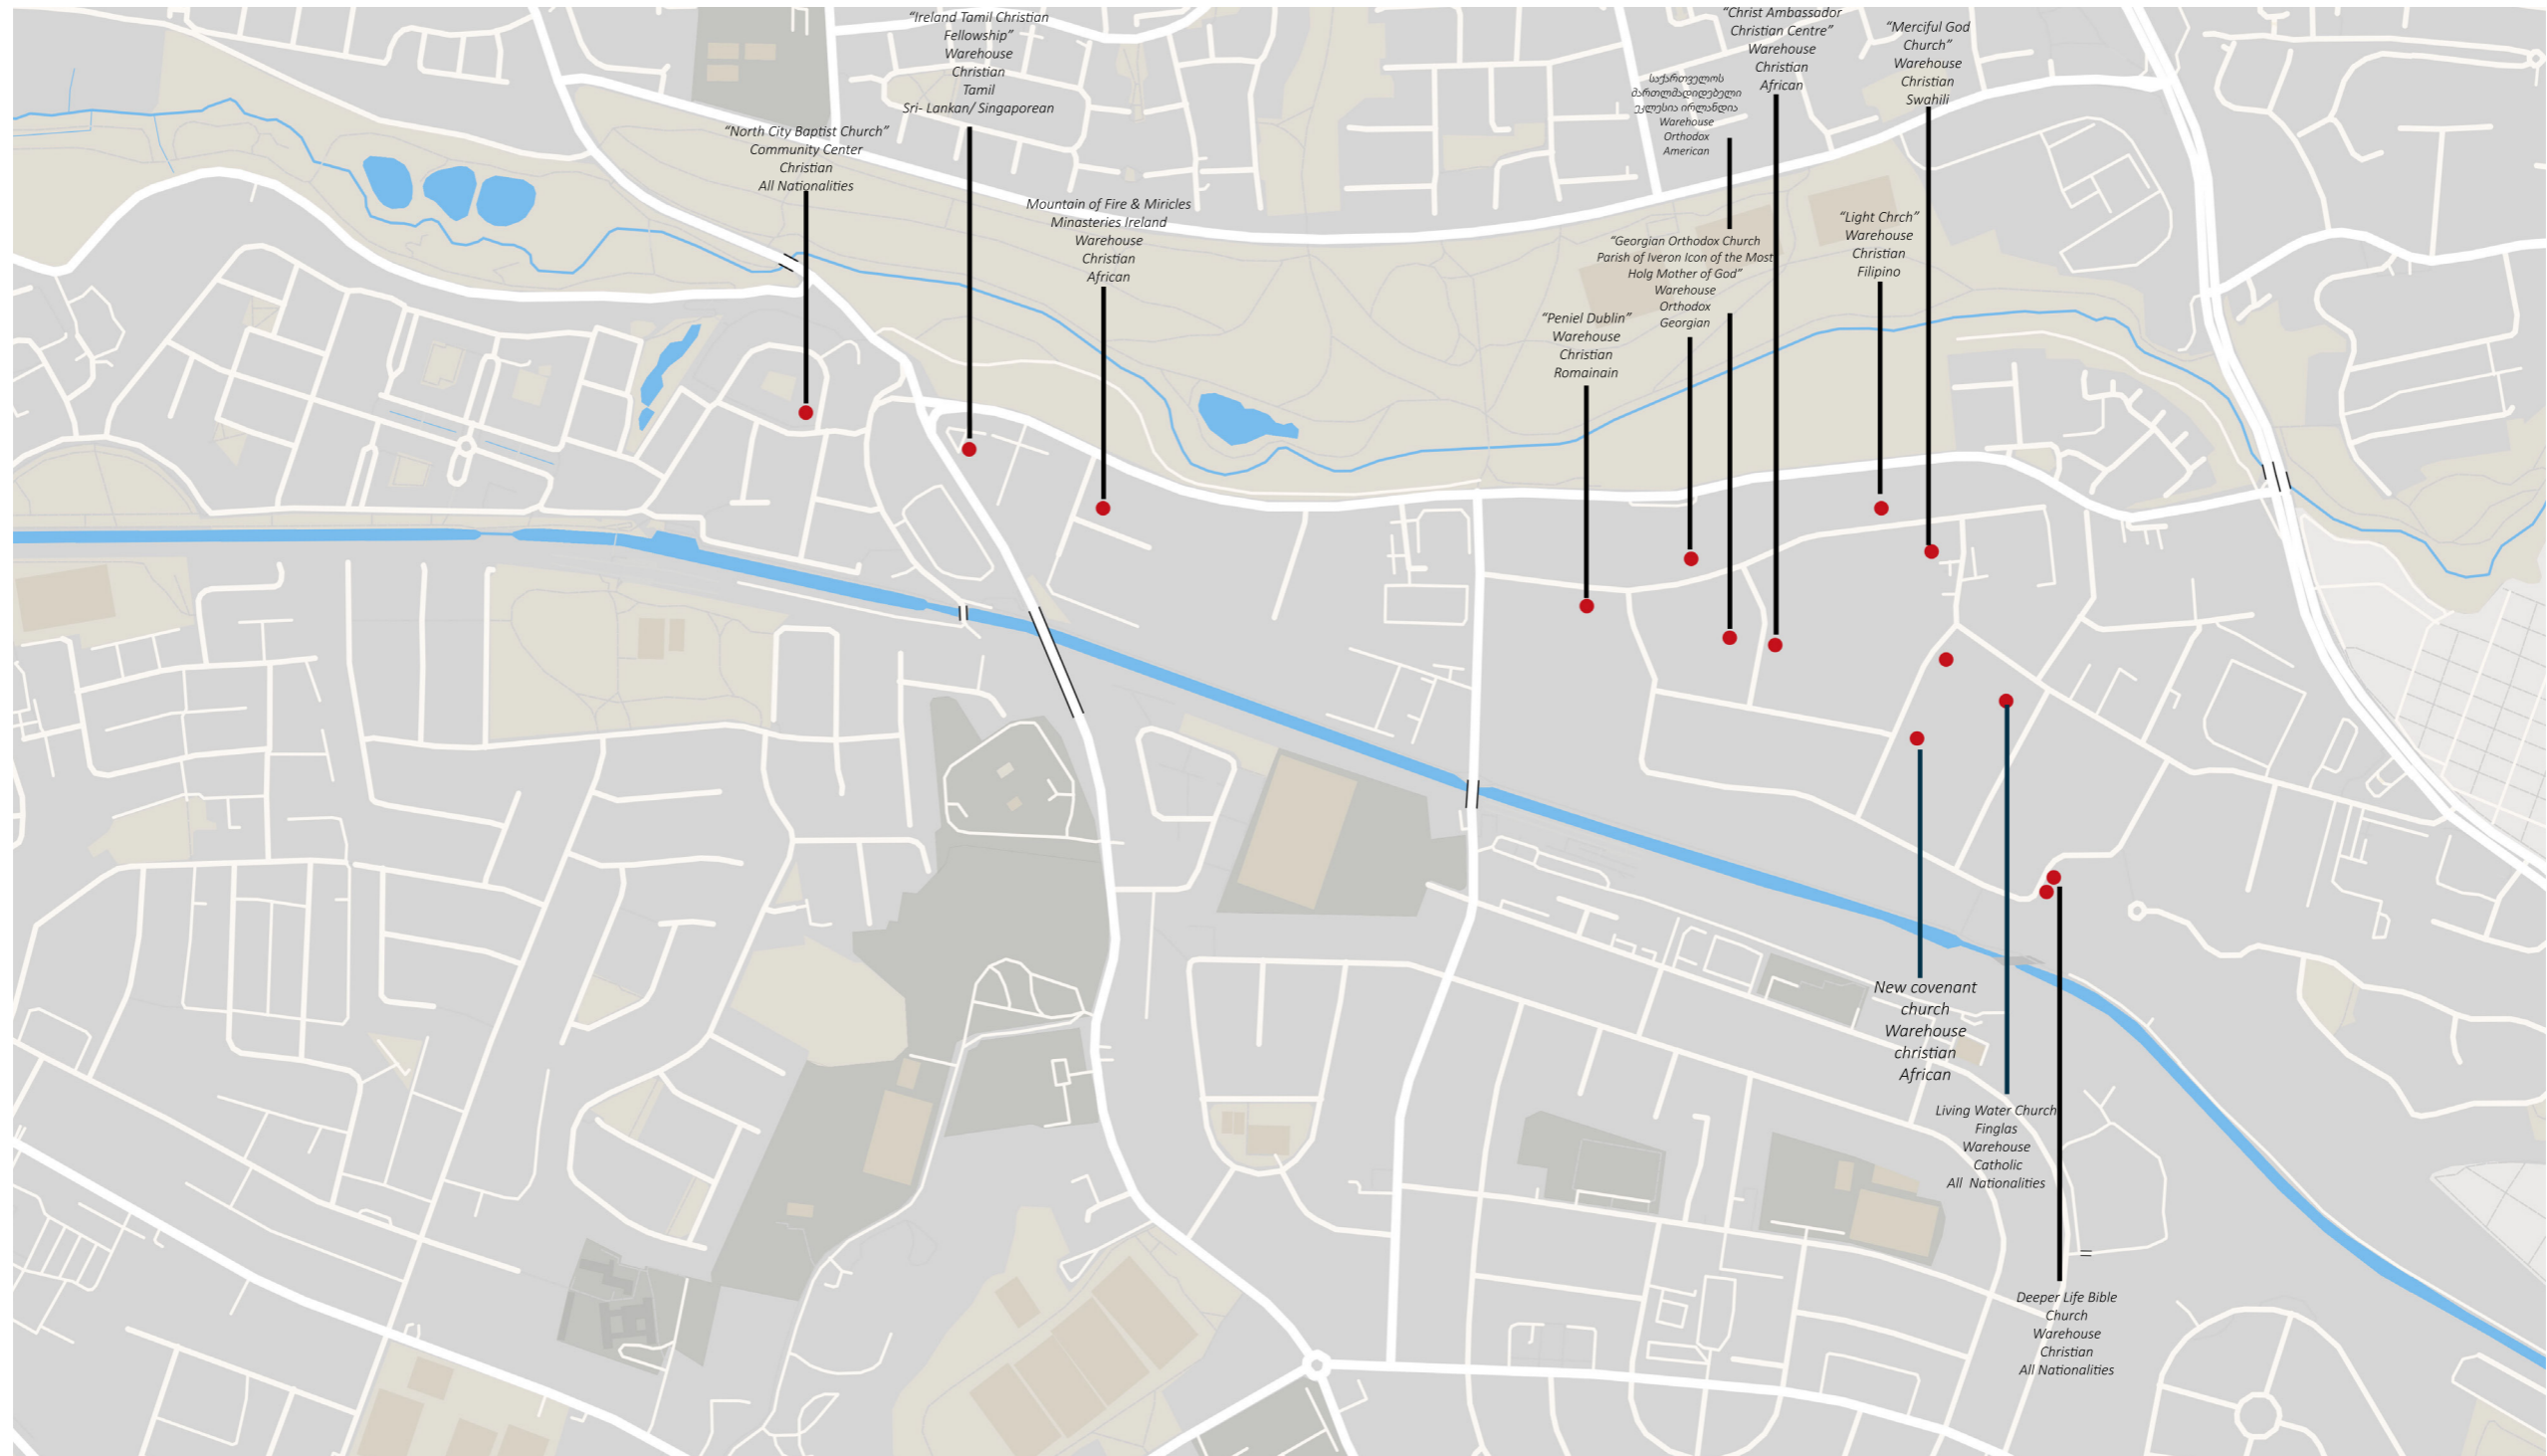 “Ireland Tamil Christian
Fellowship”
Warehouse
Christian
Tamil
Sri- Lankan/ Singaporean
“North City Baptist Church”
Community Center
Christian
All Nationalities
Mountain of Fire & Miricles
Minasteries Ireland
Warehouse
Christian
African
“Christ Ambassador
Christian Centre”
Warehouse
Christian
African
“Merciful God
Church”
Warehouse
Christian
Swahili
საქართველოს
მართლმადიდებელი
ეკლესია ირლანდია
Warehouse
Orthodox
American
“Light Chrch”
Warehouse
Christian
Filipino
“Georgian Orthodox Church
Parish of Iveron Icon of the Most
Holg Mother of God”
Warehouse
Orthodox
Georgian
“Peniel Dublin”
Warehouse
Christian
Romainain
New covenant
church
Warehouse
christian
African
Living Water Church
Finglas
Warehouse
Catholic
All Nationalities
Deeper Life Bible
Church
Warehouse
Christian
All Nationalities